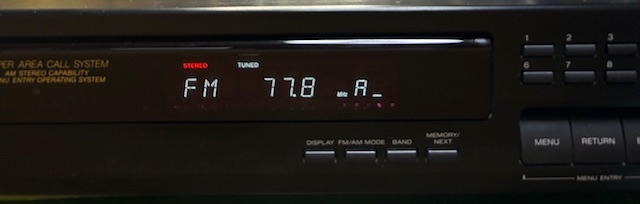 PER AREA CALL SYSTEM
AM STEREO CAPABILITY
NU ENTRY OPERATING SYSTEM
STEREO TUNED
FM 77.8 MHz A_
DISPLAY FM/AM MODE BAND MEMORY/
NEXT
1 2 3
6 7 8
MENU RETURN E
MENU ENTRY